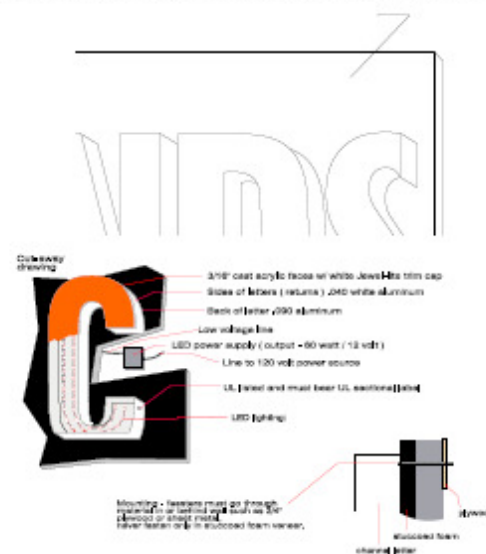 NDS
Cutaway
drawing
3/16" cast acrylic faces w/ white Jewel-lite trim cap
Sides of letters ( returns ) .040 white aluminum
Back of letter .090 aluminum
Low voltage line
LED power supply ( output - 60 watt / 12 volt )
Line to 120 volt power source
UL listed and must bear UL sectional label
LED lighting
Mounting - fasteners must go through
material in or behind wall such as 3/4"
plywood or sheet metal.
never fasten only in stuccoed foam veneer.
plywo
stuccoed foam
channel letter